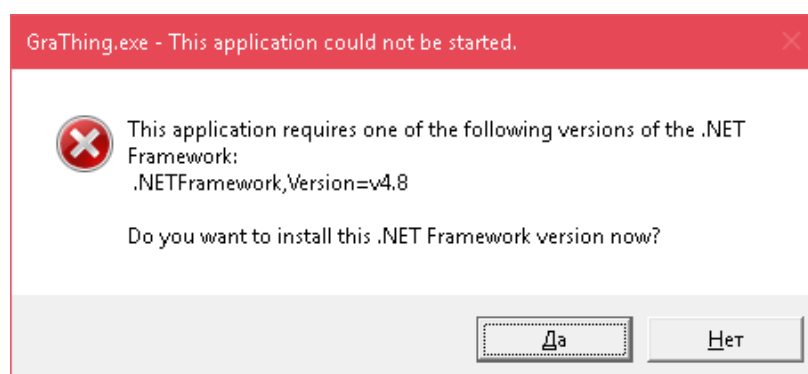 GraThing.exe - This application could not be started.
This application requires one of the following versions of the .NET
Framework:
.NETFramework,Version=v4.8
Do you want to install this .NET Framework version now?
Да
Нет